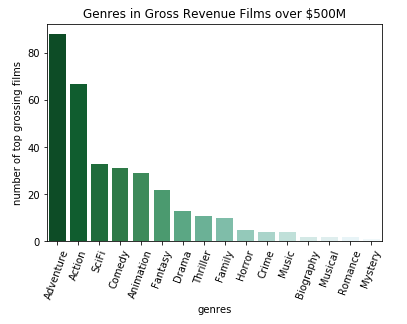 Genres in Gross Revenue Films over $500M
number of top grossing films
80
60
40
20
0
Adventure
Action
SciFi
Comedy
Animation
Fantasy
Drama
Thriller
Family
Horror
Crime
Music
Biography
Musical
Romance
Mystery
genres